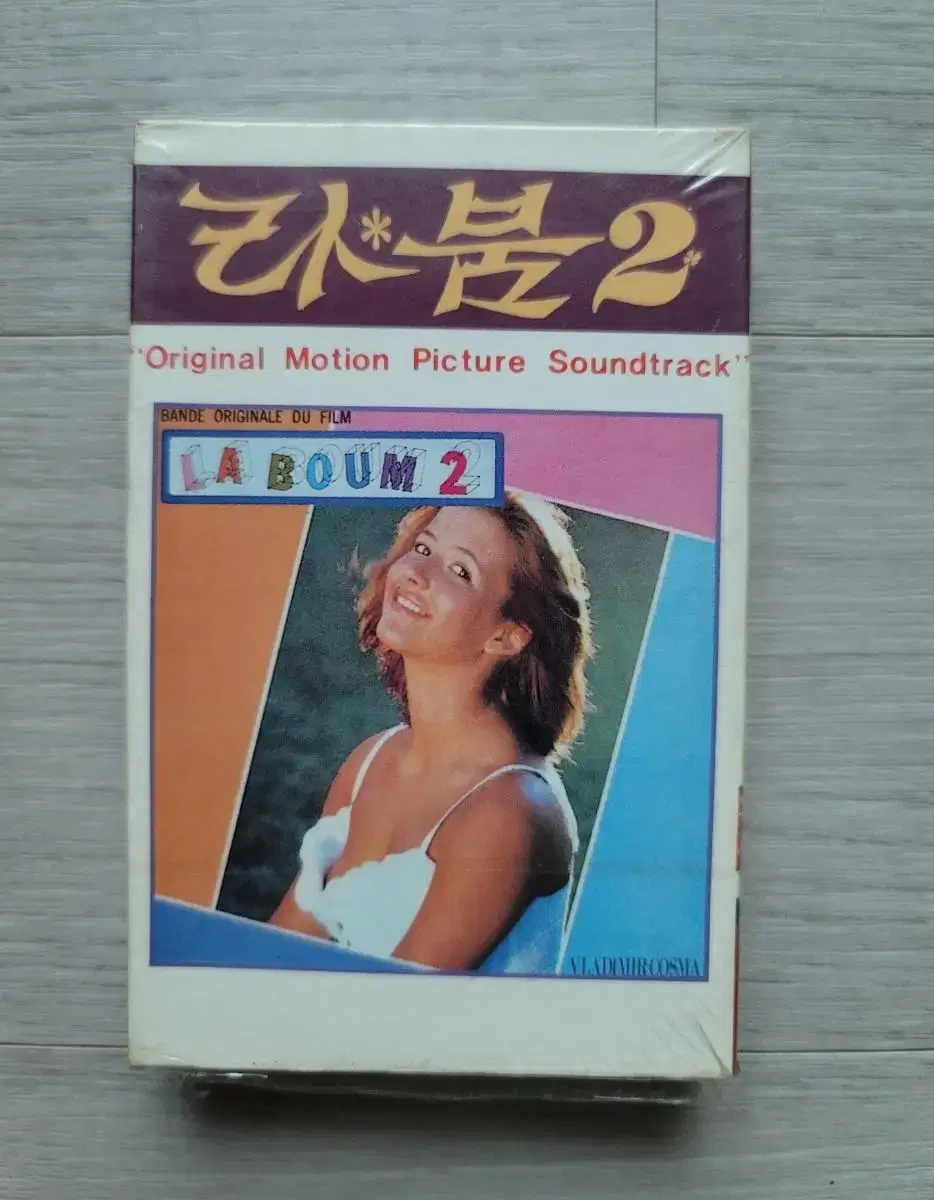 라*붐2
"Original Motion Picture Soundtrack"
BANDE ORIGINALE DU FILM
LA BOUM 2
VLADIMIR COSMA